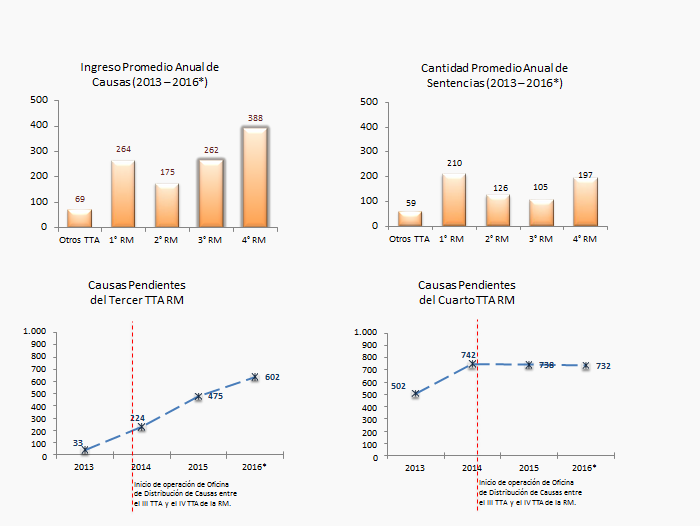 Ingreso Promedio Anual de
Causas (2013 – 2016*)
500
400
300
200
100
0
69
264
175
262
388
Otros TTA 1° RM 2° RM 3° RM 4° RM
Cantidad Promedio Anual de
Sentencias (2013 – 2016*)
500
400
300
200
100
0
59
210
126
105
197
Otros TTA 1° RM 2° RM 3° RM 4° RM
Causas Pendientes
del Tercer TTA RM
1.000
900
800
700
600
500
400
300
200
100
0
33
224
475
602
2013 2014 2015 2016*
Inicio de operación de Oficina
de Distribución de Causas entre
el III TTA y el IV TTA de la RM.
Causas Pendientes
del Cuarto TTA RM
1.000
900
800
700
600
500
400
300
200
100
0
502
742
738
732
2013 2014 2015 2016*
Inicio de operación de Oficina
de Distribución de Causas entre
el III TTA y el IV TTA de la RM.